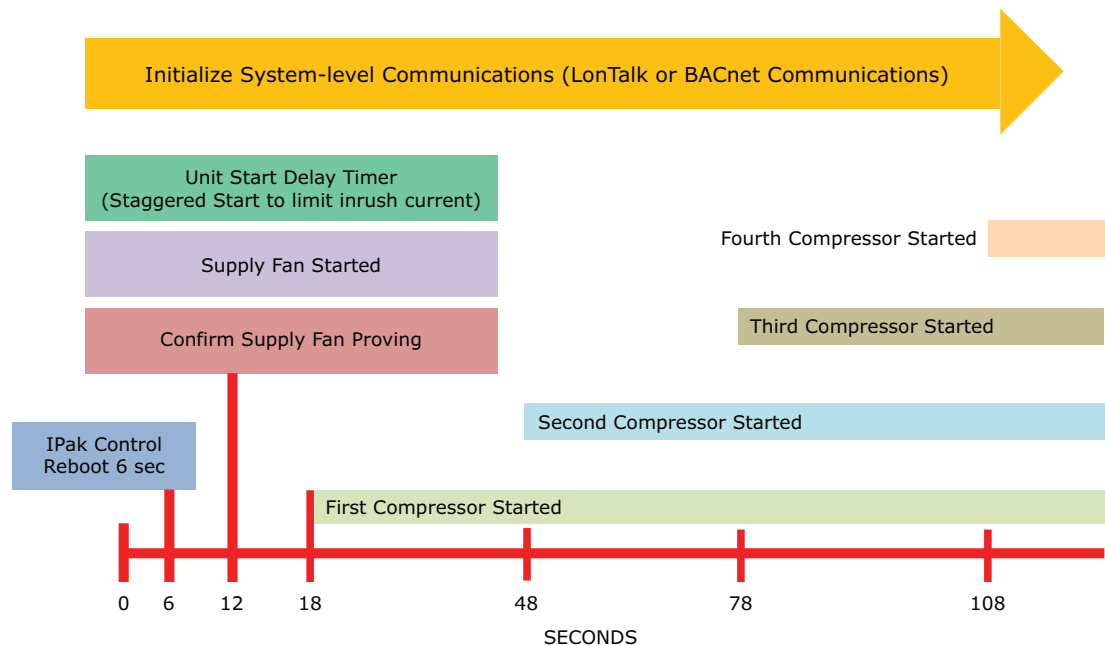 Initialize System-level Communications (LonTalk or BACnet Communications)
Unit Start Delay Timer
(Staggered Start to limit inrush current)
Supply Fan Started
Fourth Compressor Started
Confirm Supply Fan Proving
Third Compressor Started
IPak Control
Reboot 6 sec
Second Compressor Started
First Compressor Started
0 6 12 18 48 78 108
SECONDS